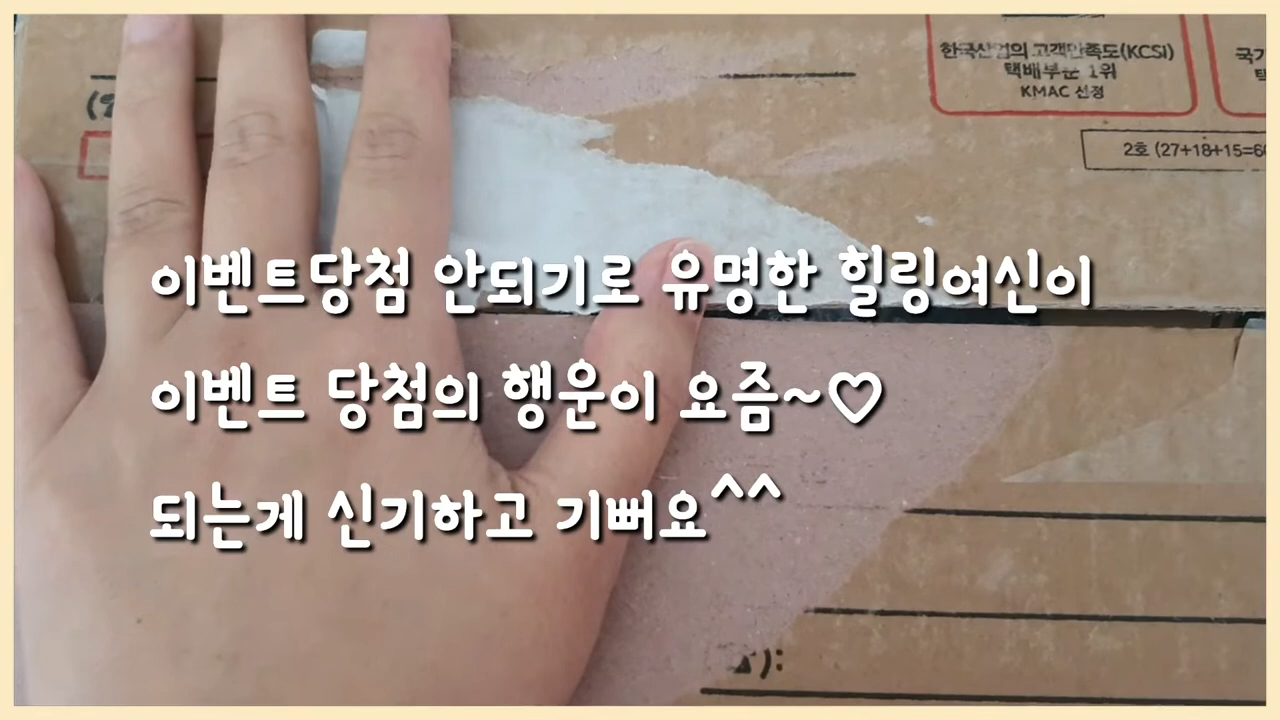 한국산업의 고객만족도(KCSI)
택배부문 1위
KMAC 선정
국가
2호 (27+18+15=60
이벤트당첨 안되기로 유명한 힐링여신이
이벤트 당첨의 행운이 요즘~♡
되는게 신기하고 기뻐요^^
):